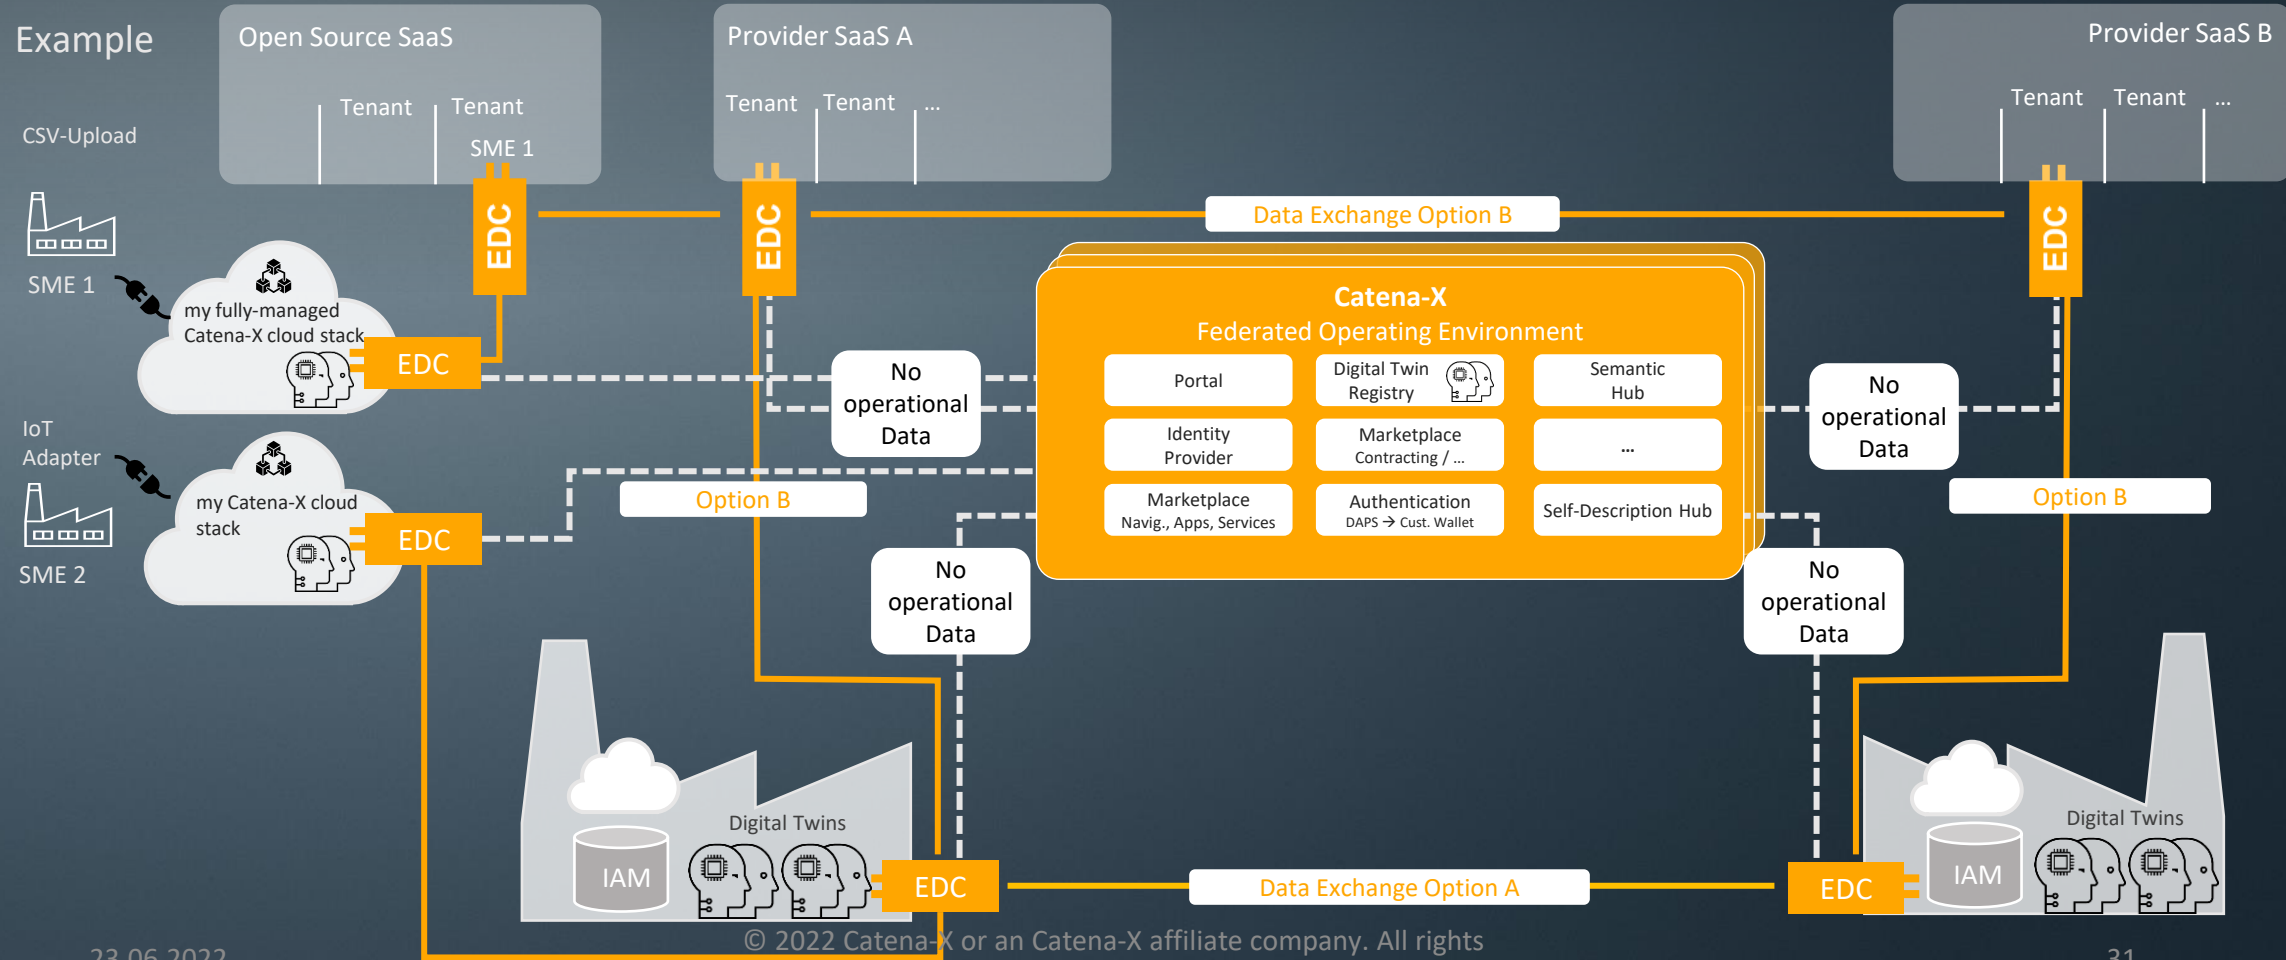 Example
Open Source SaaS
Provider SaaS A
Provider SaaS B
Tenant
Tenant
Tenant
Tenant
...
Tenant
Tenant
...
CSV-Upload
SME 1
SME 1
EDC
EDC
EDC
Data Exchange Option B
my fully-managed
Catena-X cloud stack
EDC
Catena-X
Federated Operating Environment
Portal
Digital Twin
Registry
Semantic
Hub
Identity
Provider
Marketplace
Contracting / ...
...
Marketplace
Navig., Apps, Services
Authentication
DAPS → Cust. Wallet
Self-Description Hub
No
operational
Data
No
operational
Data
IoT
Adapter
SME 2
my Catena-X cloud
stack
EDC
Option B
Option B
No
operational
Data
No
operational
Data
Digital Twins
IAM
EDC
Data Exchange Option A
EDC
IAM
Digital Twins
© 2022 Catena-X or an Catena-X affiliate company. All rights
23.06.2022
31